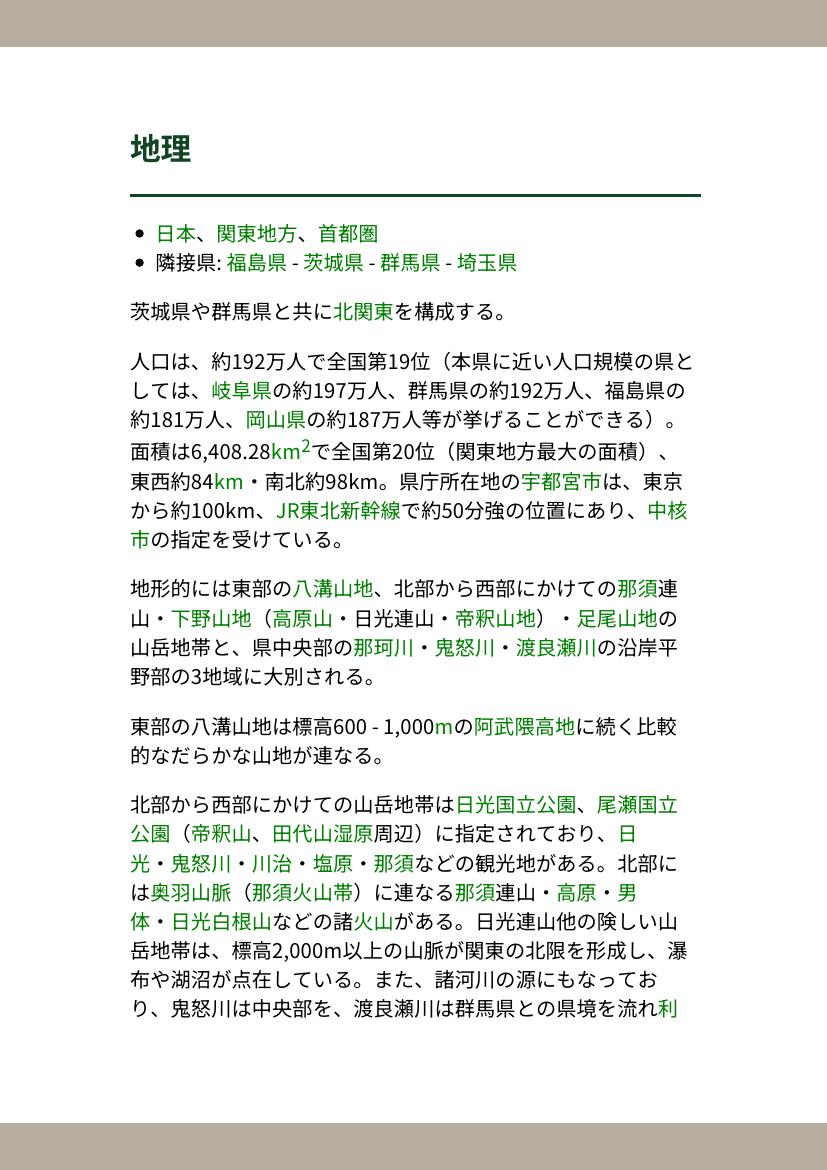 地理
• 日本、関東地方、首都圏
• 隣接県: 福島県 - 茨城県 - 群馬県 - 埼玉県
茨城県や群馬県と共に北関東を構成する。
人口は、約192万人で全国第19位（本県に近い人口規模の県と
しては、岐阜県の約197万人、群馬県の約192万人、福島県の
約181万人、岡山県の約187万人等が挙げることができる）。
面積は6,408.28km²で全国第20位（関東地方最大の面積）、
東西約84km・南北約98km。県庁所在地の宇都宮市は、東京
から約100km、JR東北新幹線で約50分強の位置にあり、中核
市の指定を受けている。
地形的には東部の八溝山地、北部から西部にかけての那須連
山・下野山地（高原山・日光連山・帝釈山地）・足尾山地の
山岳地帯と、県中央部の那珂川・鬼怒川・渡良瀬川の沿岸平
野部の3地域に大別される。
東部の八溝山地は標高600 - 1,000mの阿武隈高地に続く比較
的なだらかな山地が連なる。
北部から西部にかけての山岳地帯は日光国立公園、尾瀬国立
公園（帝釈山、田代山湿原周辺）に指定されており、日
光・鬼怒川・川治・塩原・那須などの観光地がある。北部に
は奥羽山脈（那須火山帯）に連なる那須連山・高原・男
体・日光白根山などの諸火山がある。日光連山他の険しい山
岳地帯は、標高2,000m以上の山脈が関東の北限を形成し、瀑
布や湖沼が点在している。また、諸河川の源にもなってお
り、鬼怒川は中央部を、渡良瀬川は群馬県との県境を流れ利